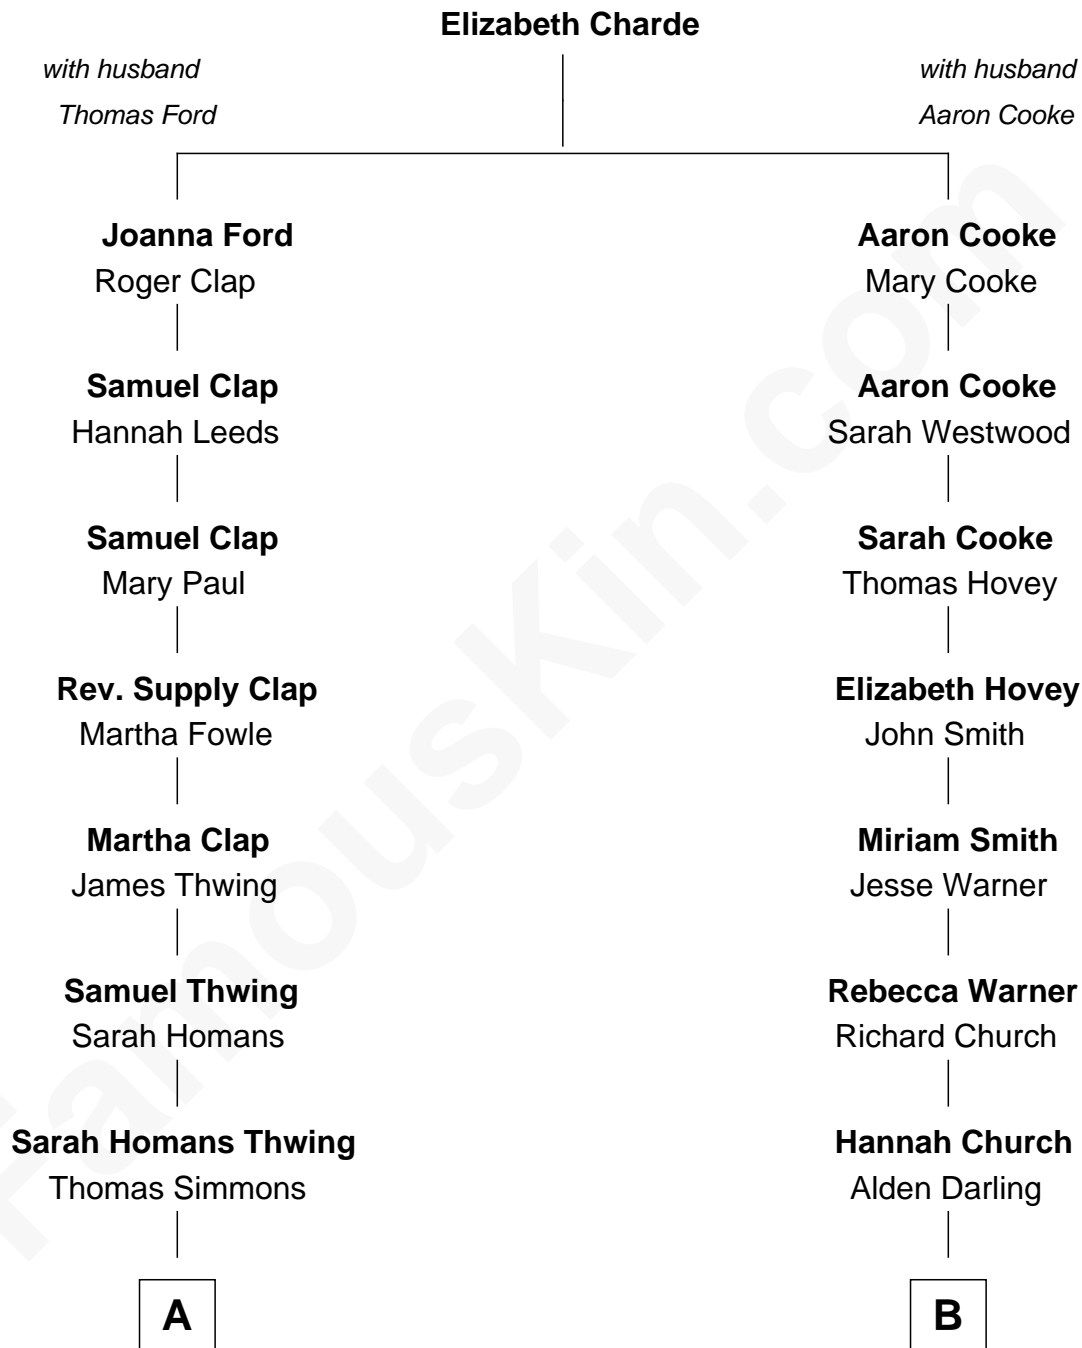 Elizabeth Charde
with husband
Thomas Ford
with husband
Aaron Cooke
Joanna Ford
Roger Clap
Samuel Clap
Hannah Leeds
Samuel Clap
Mary Paul
Rev. Supply Clap
Martha Fowle
Martha Clap
James Thwing
Samuel Thwing
Sarah Homans
Sarah Homans Thwing
Thomas Simmons
A
Aaron Cooke
Mary Cooke
Aaron Cooke
Sarah Westwood
Sarah Cooke
Thomas Hovey
Elizabeth Hovey
John Smith
Miriam Smith
Jesse Warner
Rebecca Warner
Richard Church
Hannah Church
Alden Darling
B
FamousKin.com